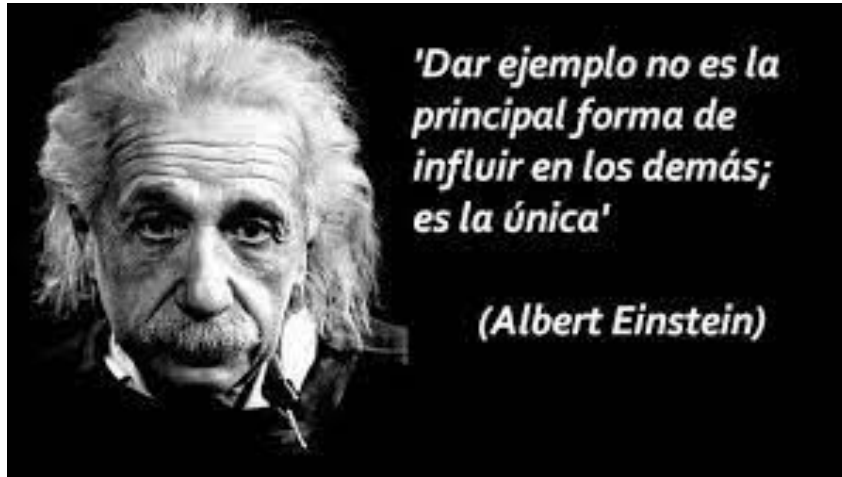 'Dar ejemplo no es la
principal forma de
influir en los demás;
es la única'
(Albert Einstein)